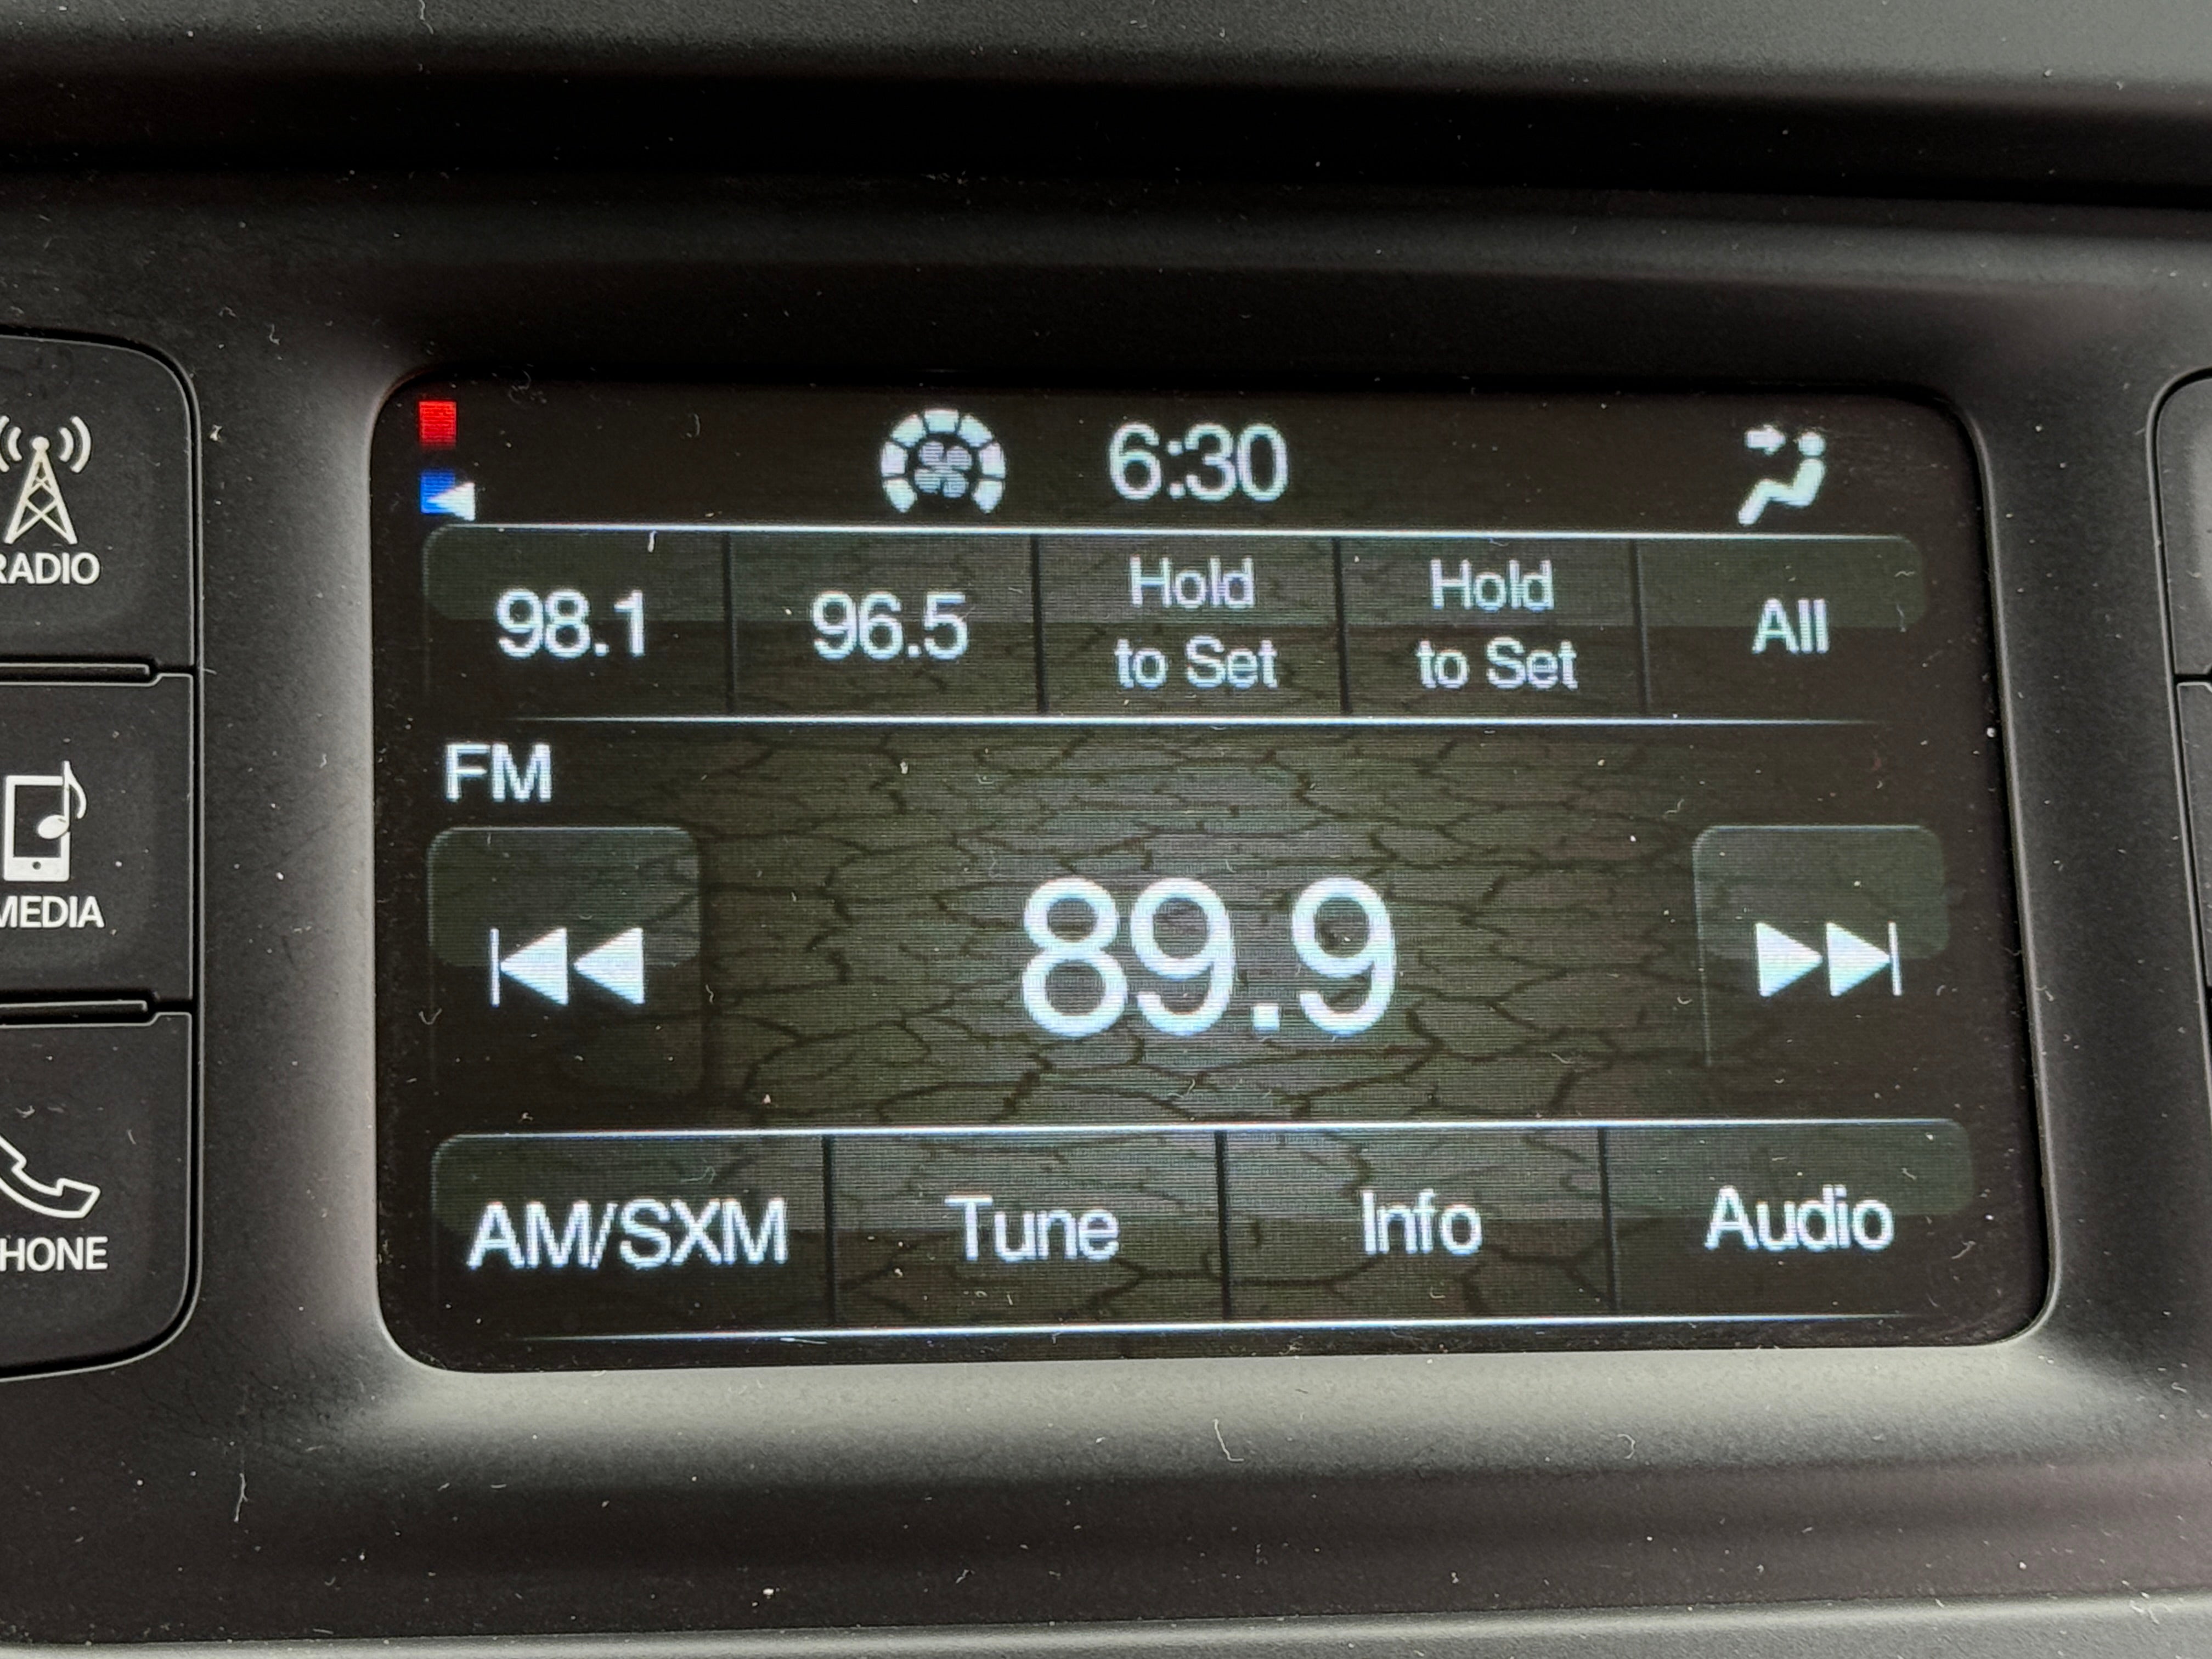 6:30
98.1 96.5 Hold to Set Hold to Set All
FM
89.9
AM/SXM Tune Info Audio
RADIO
MEDIA
HONE